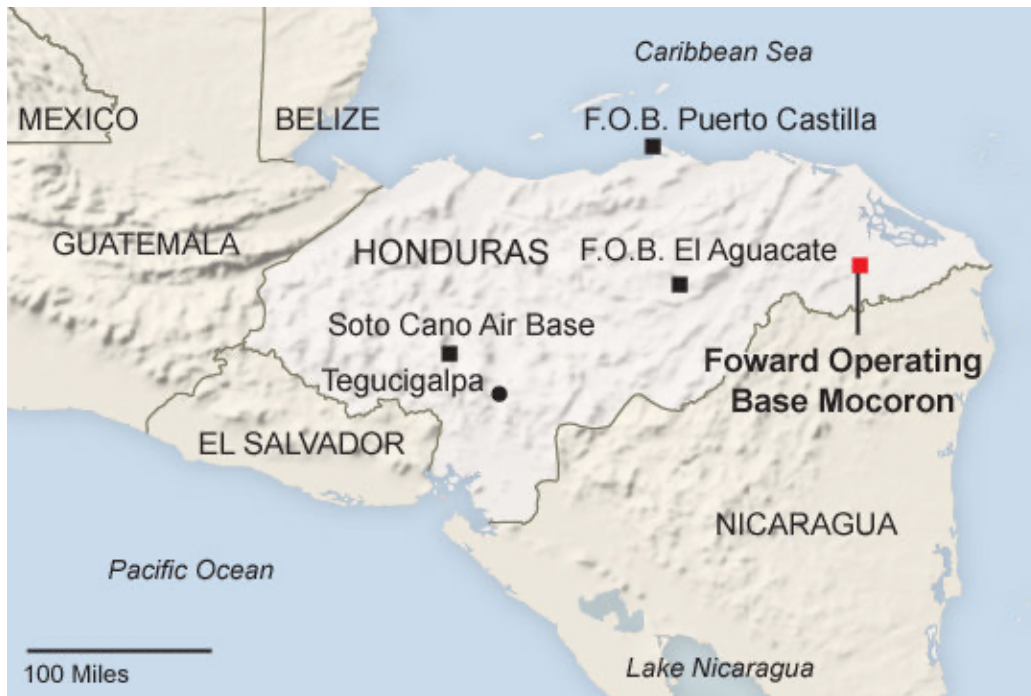 Caribbean Sea
MEXICO
BELIZE
F.O.B. Puerto Castilla
GUATEMALA
HONDURAS
F.O.B. El Aguacate
Soto Cano Air Base
Tegucigalpa
Foward Operating
Base Mocoron
EL SALVADOR
NICARAGUA
Pacific Ocean
100 Miles
Lake Nicaragua